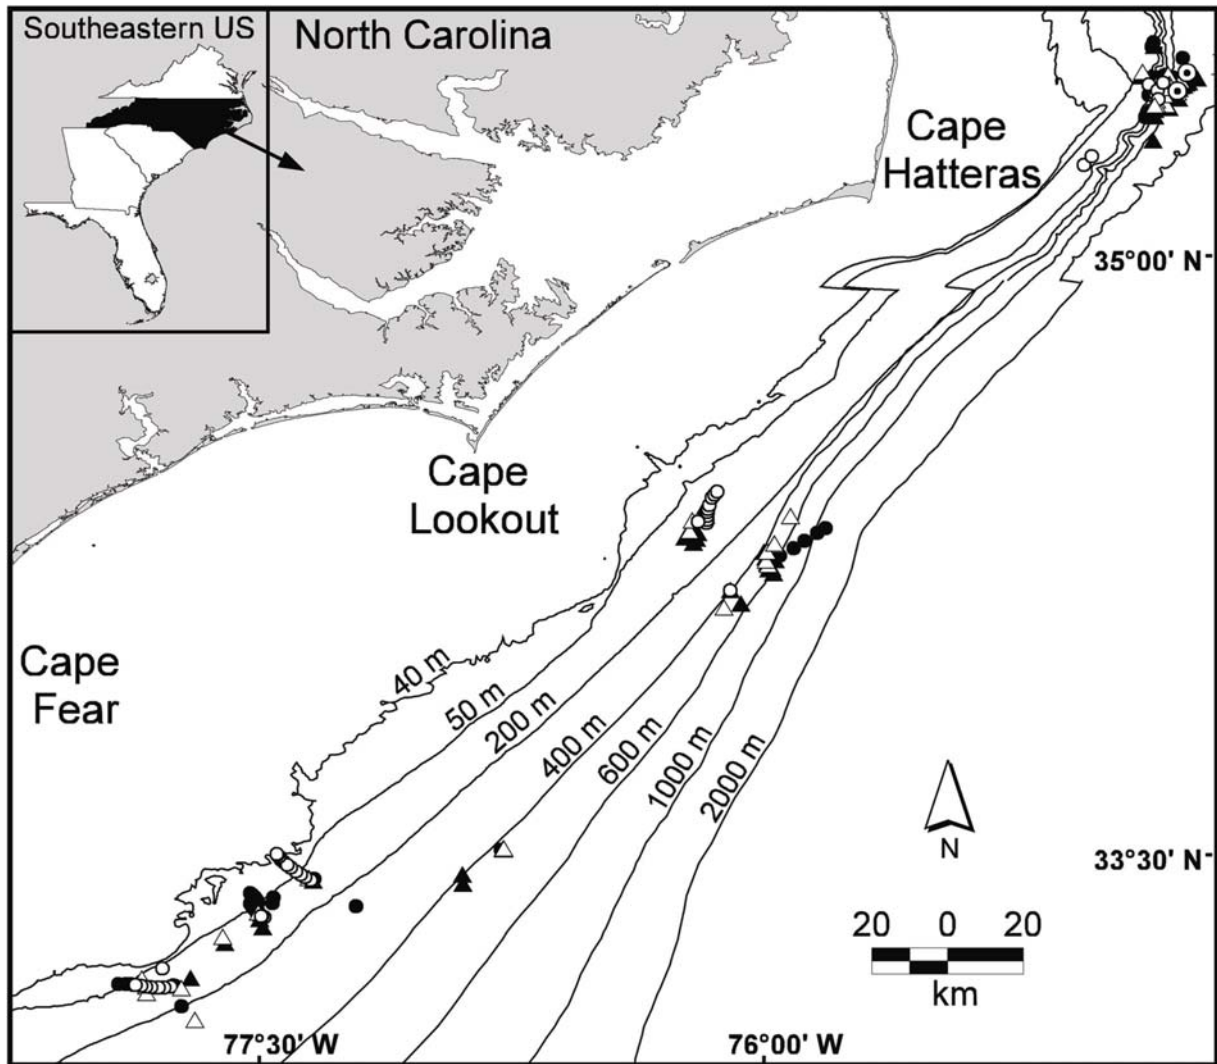 Southeastern US
North Carolina
Cape
Hatteras
35°00' N
Cape
Lookout
Cape
Fear
40 m
50 m
200 m
400 m
600 m
1000 m
2000 m
N
33°30' N
20 0 20
km
77°30' W
76°00' W